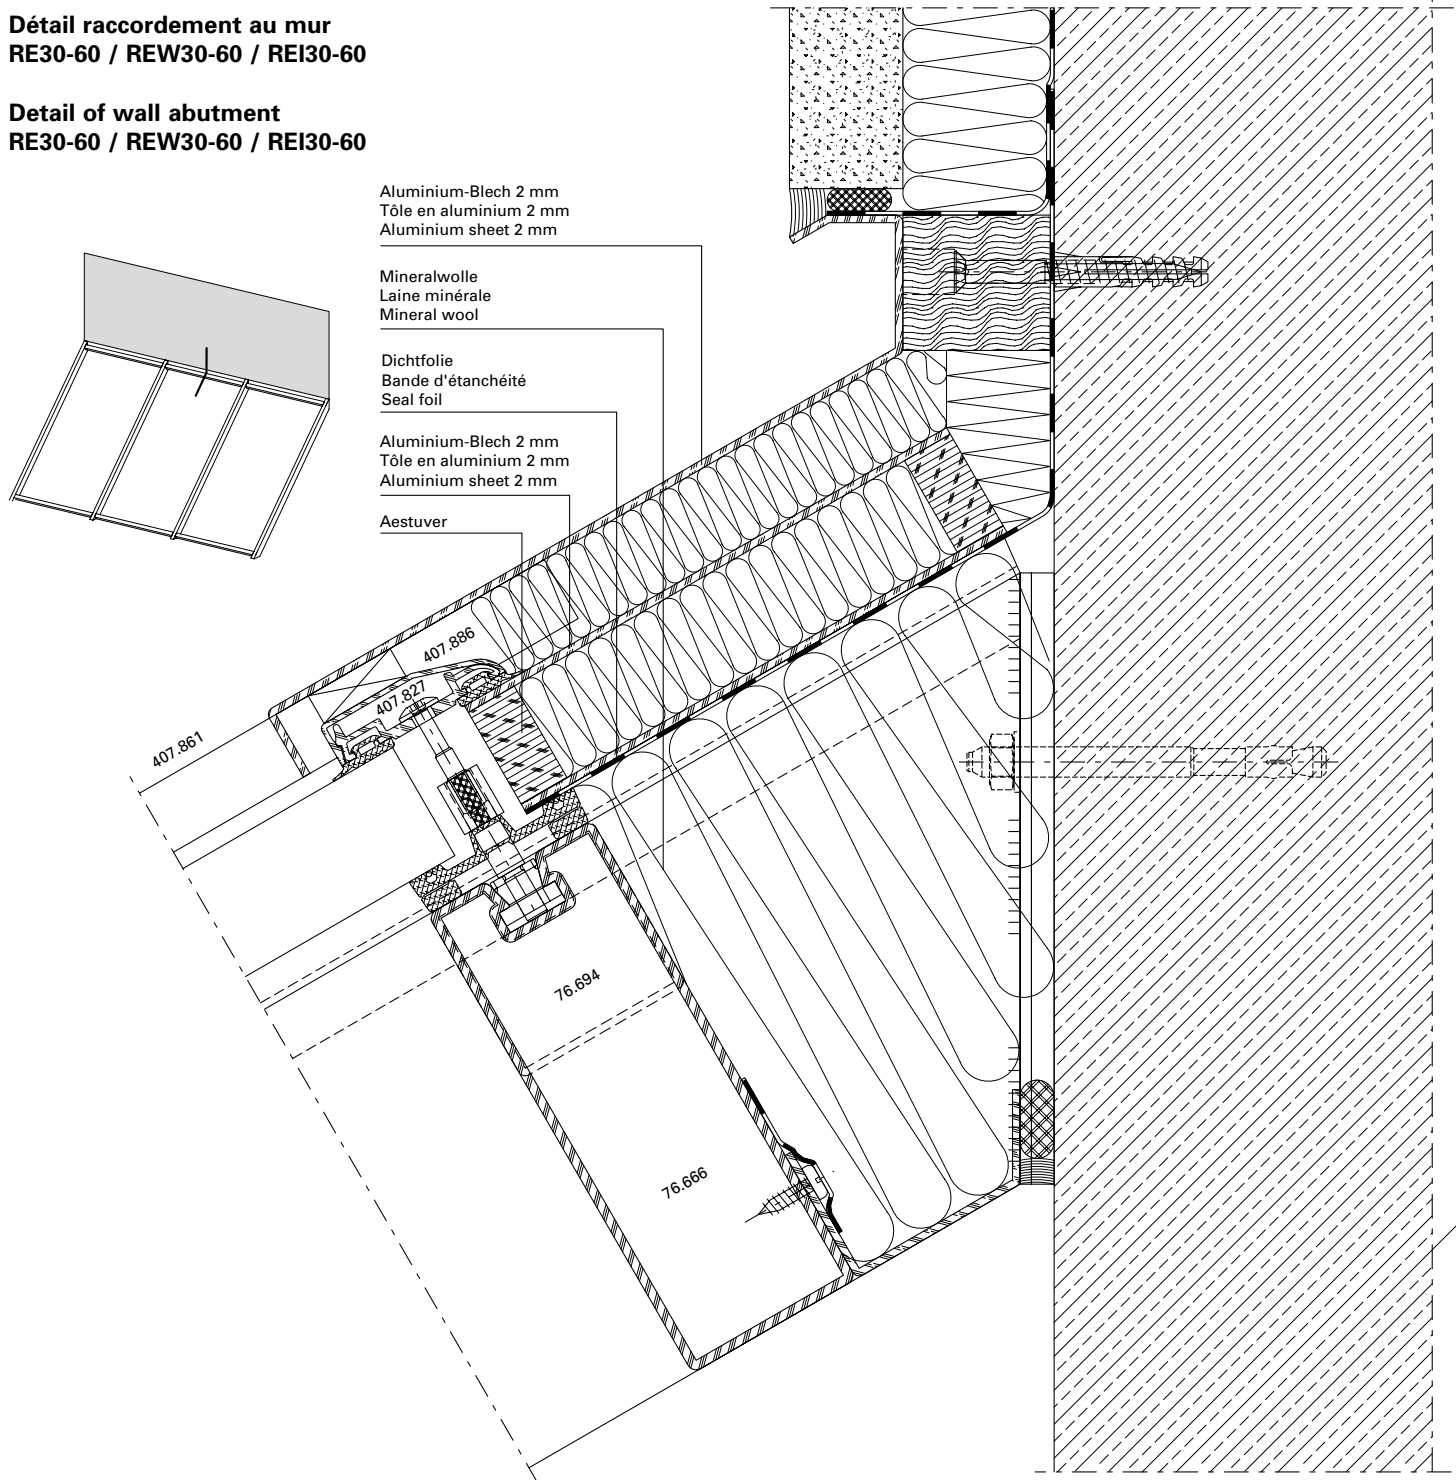 Détail raccordement au mur
RE30-60 / REW30-60 / REI30-60
Detail of wall abutment
RE30-60 / REW30-60 / REI30-60
Aluminium-Blech 2 mm
Tôle en aluminium 2 mm
Aluminium sheet 2 mm
Mineralwolle
Laine minérale
Mineral wool
Dichtfolie
Bande d'étanchéité
Seal foil
Aluminium-Blech 2 mm
Tôle en aluminium 2 mm
Aluminium sheet 2 mm
Aestuver
407.886
407.827
407.861
76.694
76.666